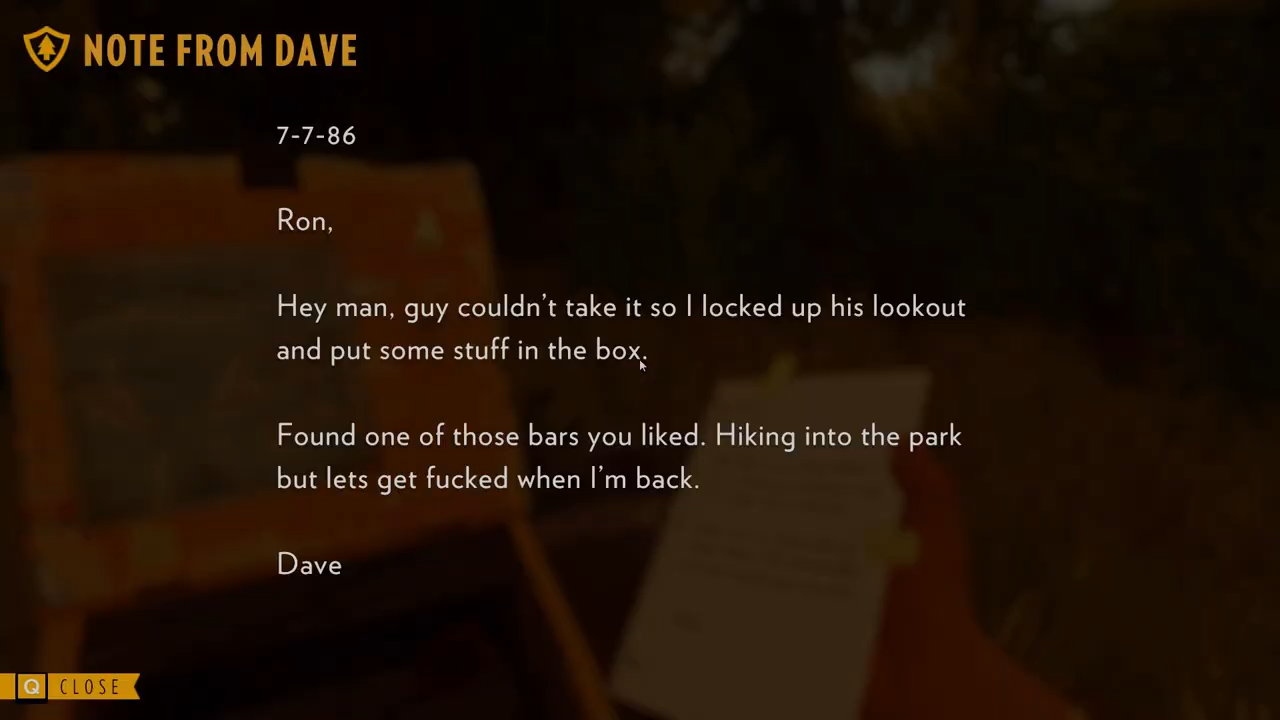 NOTE FROM DAVE
7-7-86
Ron,
Hey man, guy couldn't take it so I locked up his lookout
and put some stuff in the box.
Found one of those bars you liked. Hiking into the park
but lets get fucked when I'm back.
Dave
Q CLOSE